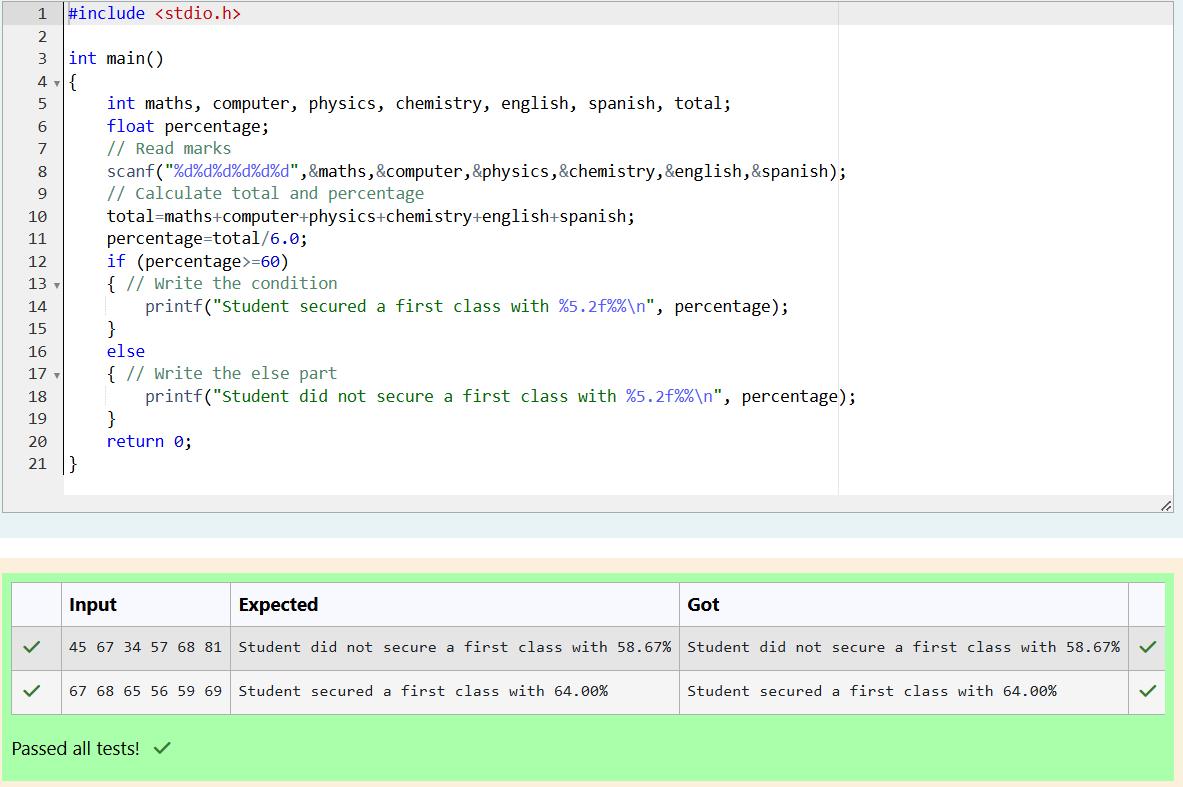 1 #include <stdio.h>
2
3 int main()
4 {
5     int maths, computer, physics, chemistry, english, spanish, total;
6     float percentage;
7     // Read marks
8     scanf("%d%d%d%d%d%d",&maths,&computer,&physics,&chemistry,&english,&spanish);
9     // Calculate total and percentage
10     total=maths+computer+physics+chemistry+english+spanish;
11     percentage=total/6.0;
12     if (percentage>=60)
13     { // Write the condition
14         printf("Student secured a first class with %5.2f%%\n", percentage);
15     }
16     else
17     { // Write the else part
18         printf("Student did not secure a first class with %5.2f%%\n", percentage);
19     }
20     return 0;
21 }
Input Expected Got
45 67 34 57 68 81 Student did not secure a first class with 58.67% Student did not secure a first class with 58.67%
67 68 65 56 59 69 Student secured a first class with 64.00% Student secured a first class with 64.00%
Passed all tests!